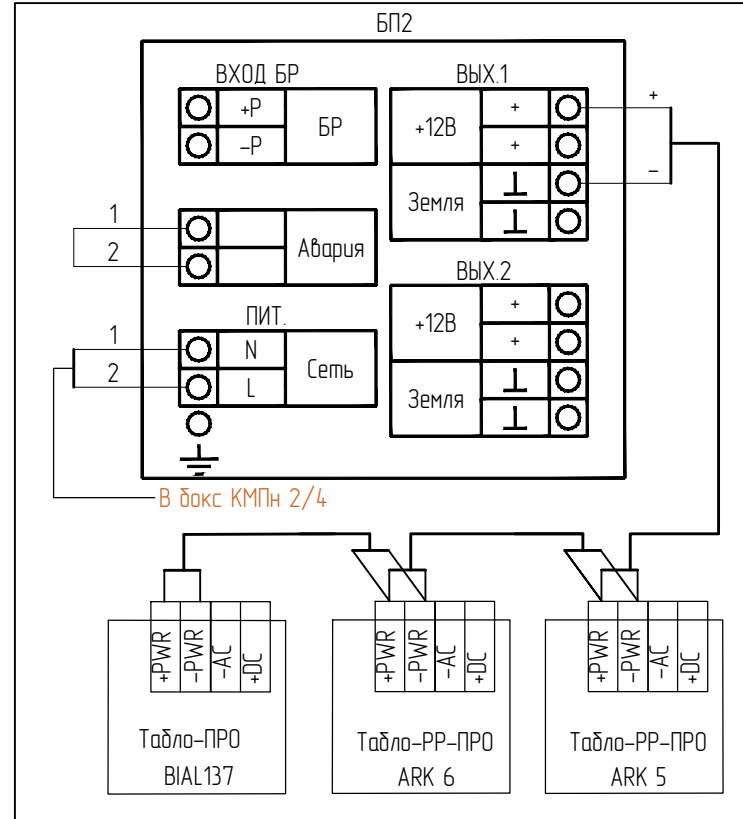 БП2
ВХОД БР
+Р
-Р
БР
1
2
Авария
ПИТ.
1
2
N
L
Сеть
ВЫХ.1
+12В
+
+
Земля
⊥
⊥
+
-
ВЫХ.2
+12В
+
+
Земля
⊥
⊥
В бокс КМПн 2/4
+PWR
-PWR
-AC
+DC
Табло-ПРО
BIAL137
+PWR
-PWR
-AC
+DC
Табло-РР-ПРО
ARK 6
+PWR
-PWR
-AC
+DC
Табло-РР-ПРО
ARK 5